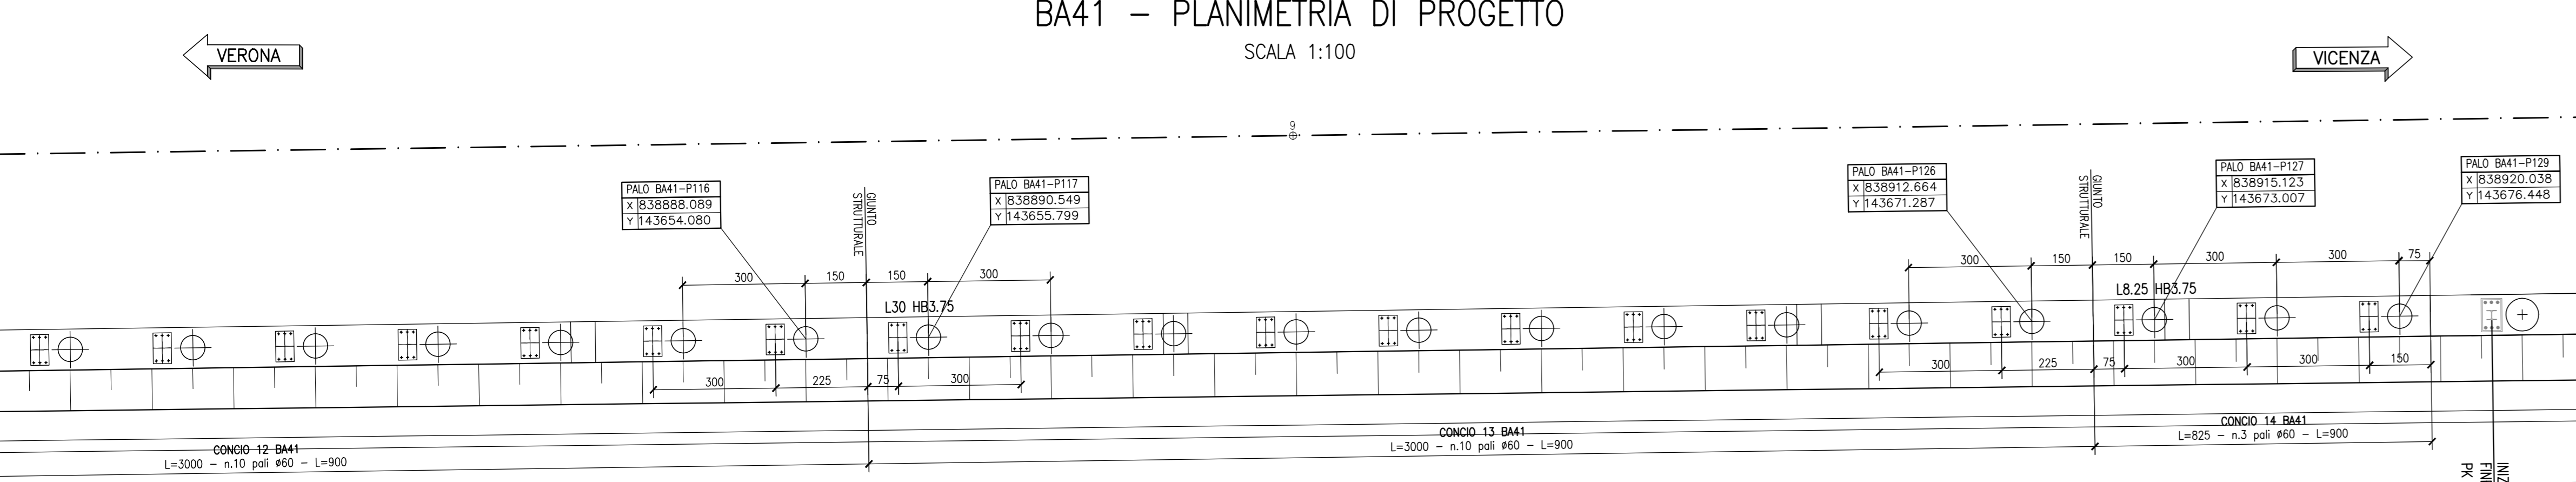 BA41 – PLANIMETRIA DI PROGETTO
SCALA 1:100
VERONA
VICENZA
9
PALO BA41-P116
X 838888.089
Y 143654.080
GIUNTO
STRUTTURALE
PALO BA41-P117
X 838890.549
Y 143655.799
PALO BA41-P126
X 838912.664
Y 143671.287
GIUNTO
STRUTTURALE
PALO BA41-P127
X 838915.123
Y 143673.007
PALO BA41-P129
X 838920.038
Y 143676.448
300 150 150 300
300 150 150 300 300 75
L30 HB3.75
L8.25 HB3.75
300 225 75 300
300 225 75 300 300 150
CONCIO 12 BA41
L=3000 – n.10 pali ø60 – L=900
CONCIO 13 BA41
L=3000 – n.10 pali ø60 – L=900
CONCIO 14 BA41
L=825 – n.3 pali ø60 – L=900
PK